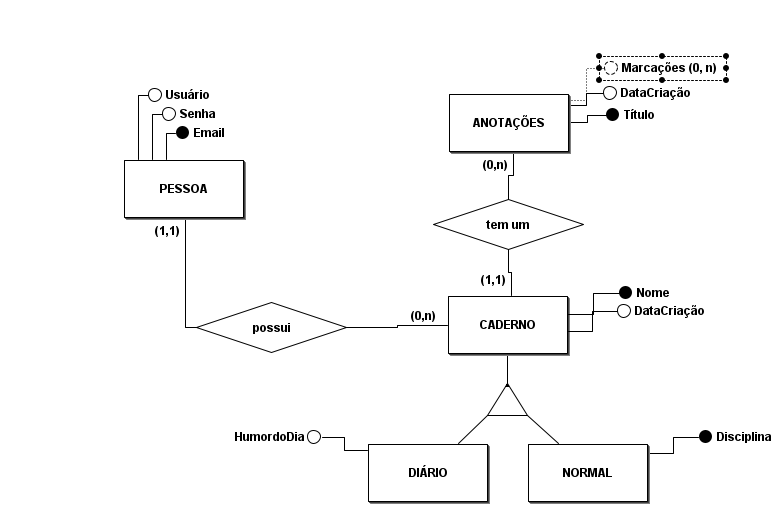 Marcações (0, n)
DataCriação
Título
ANOTAÇÕES
Usuário
Senha
Email
PESSOA
(0,n)
(1,1)
tem um
(1,1)
Nome
DataCriação
(0,n)
CADERNO
possui
HumordoDia
Disciplina
DIÁRIO
NORMAL